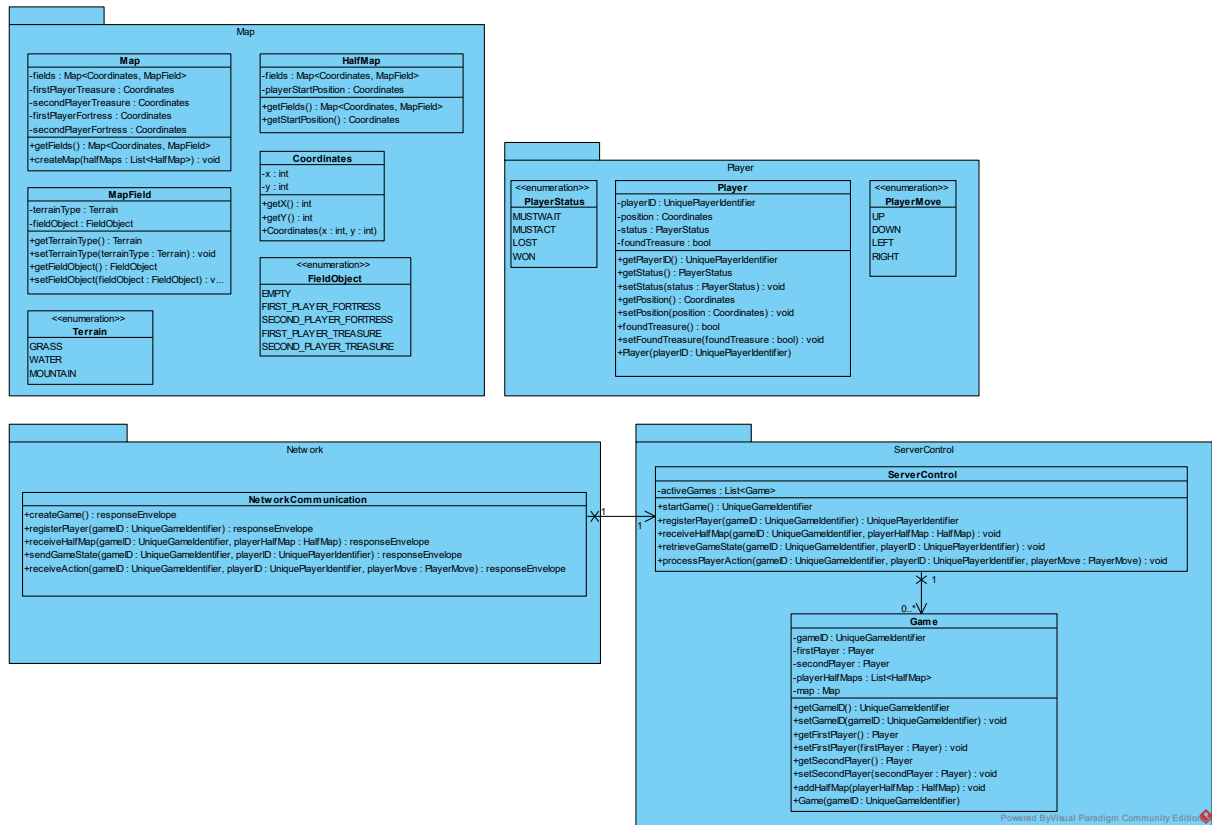 Map
Map
-fields : Map<Coordinates, MapField>
-firstPlayerTreasure : Coordinates
-secondPlayerTreasure : Coordinates
-firstPlayerFortress : Coordinates
-secondPlayerFortress : Coordinates
+getFields() : Map<Coordinates, MapField>
+createMap(halfMaps : List<HalfMap>) : void
HalfMap
-fields : Map<Coordinates, MapField>
-playerStartPosition : Coordinates
+getFields() : Map<Coordinates, MapField>
+getStartPosition() : Coordinates
Coordinates
-x : int
-y : int
+getX() : int
+getY() : int
+Coordinates(x : int, y : int)
MapField
-terrainType : Terrain
-fieldObject : FieldObject
+getTerrainType() : Terrain
+setTerrainType(terrainType : Terrain) : void
+getFieldObject() : FieldObject
+setFieldObject(fieldObject : FieldObject) : v...
<<enumeration>>
FieldObject
EMPTY
FIRST_PLAYER_FORTRESS
SECOND_PLAYER_FORTRESS
FIRST_PLAYER_TREASURE
SECOND_PLAYER_TREASURE
<<enumeration>>
Terrain
GRASS
WATER
MOUNTAIN
Player
<<enumeration>>
PlayerStatus
MUSTWAIT
MUSTACT
LOST
WON
Player
-playerID : UniquePlayerIdentifier
-position : Coordinates
-status : PlayerStatus
-foundTreasure : bool
+getPlayerID() : UniquePlayerIdentifier
+getStatus() : PlayerStatus
+setStatus(status : PlayerStatus) : void
+getPosition() : Coordinates
+setPosition(position : Coordinates) : void
+foundTreasure() : bool
+setFoundTreasure(foundTreasure : bool) : void
+Player(playerID : UniquePlayerIdentifier)
<<enumeration>>
PlayerMove
UP
DOWN
LEFT
RIGHT
Network
NetworkCommunication
+createGame() : responseEnvelope
+registerPlayer(gameID : UniqueGameIdentifier) : responseEnvelope
+receiveHalfMap(gameID : UniqueGameIdentifier, playerHalfMap : HalfMap) : responseEnvelope
+sendGameState(gameID : UniqueGameIdentifier, playerID : UniquePlayerIdentifier) : responseEnvelope
+receiveAction(gameID : UniqueGameIdentifier, playerID : UniquePlayerIdentifier, playerMove : PlayerMove) : responseEnvelope
1
1
ServerControl
ServerControl
-activeGames : List<Game>
+startGame() : UniqueGameIdentifier
+registerPlayer(gameID : UniqueGameIdentifier) : UniquePlayerIdentifier
+receiveHalfMap(gameID : UniqueGameIdentifier, playerHalfMap : HalfMap) : void
+retrieveGameState(gameID : UniqueGameIdentifier, playerID : UniquePlayerIdentifier) : void
+processPlayerAction(gameID : UniqueGameIdentifier, playerID : UniquePlayerIdentifier, playerMove : PlayerMove) : void
1
0..*
Game
-gameID : UniqueGameIdentifier
-firstPlayer : Player
-secondPlayer : Player
-playerHalfMaps : List<HalfMap>
-map : Map
+getGameID() : UniqueGameIdentifier
+setGameID(gameID : UniqueGameIdentifier) : void
+getFirstPlayer() : Player
+setFirstPlayer(firstPlayer : Player) : void
+getSecondPlayer() : Player
+setSecondPlayer(secondPlayer : Player) : void
+addHalfMap(playerHalfMap : HalfMap) : void
+Game(gameID : UniqueGameIdentifier)
Powered ByVisual Paradigm Community Edition